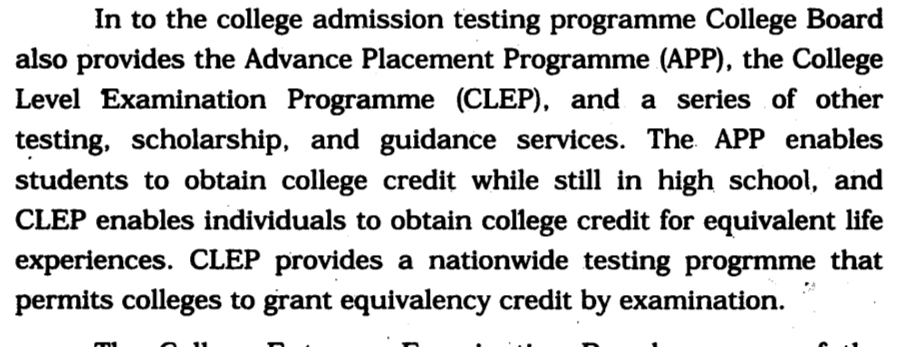 In to the college admission testing programme College Board
also provides the Advance Placement Programme (APP), the College
Level Examination Programme (CLEP), and a series of other
testing, scholarship, and guidance services. The APP enables
students to obtain college credit while still in high school, and
CLEP enables individuals to obtain college credit for equivalent life
experiences. CLEP provides a nationwide testing progrmme that
permits colleges to grant equivalency credit by examination.